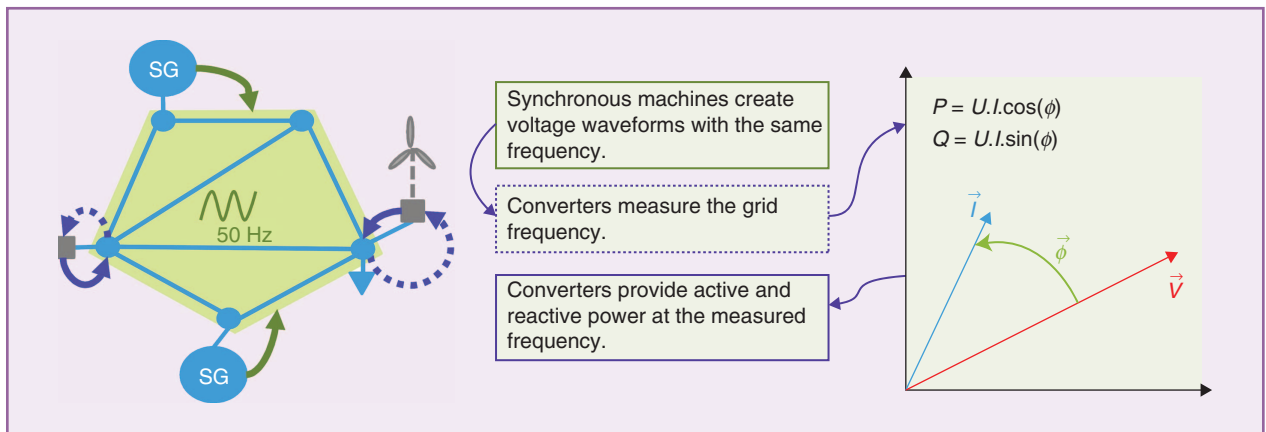 SG
50 Hz
SG
Synchronous machines create
voltage waveforms with the same
frequency.
Converters measure the grid
frequency.
Converters provide active and
reactive power at the measured
frequency.
P = U.I.cos(ϕ)
Q = U.I.sin(ϕ)
I⃗
ϕ⃗
V⃗